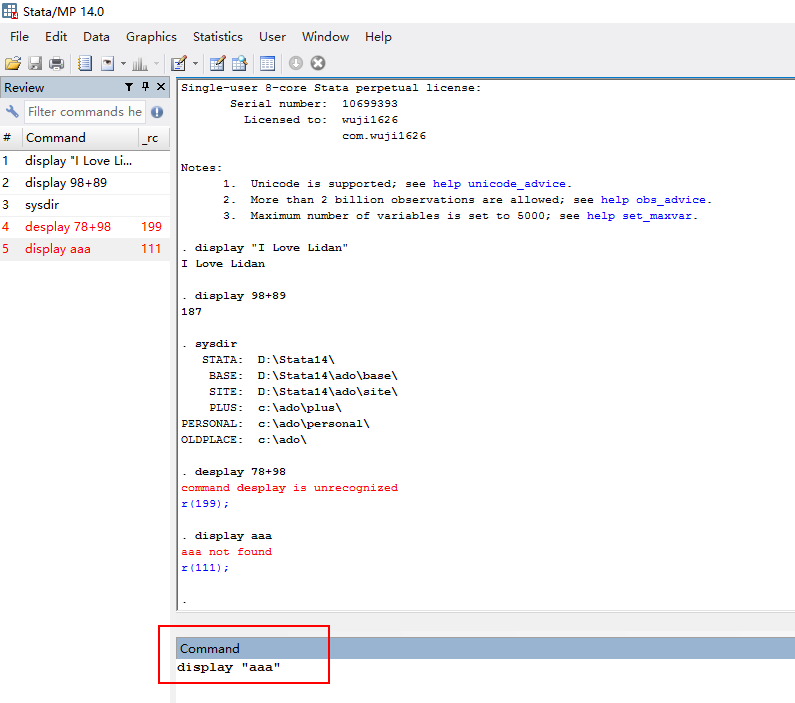 Stata/MP 14.0
File Edit Data Graphics Statistics User Window Help
Review
Filter commands he
# Command _rc
1 display "I Love Li...
2 display 98+89
3 sysdir
4 desplay 78+98 199
5 display aaa 111
Single-user 8-core Stata perpetual license:
Serial number: 10699393
Licensed to: wuji1626
com.wuji1626
Notes:
1. Unicode is supported; see help unicode_advice.
2. More than 2 billion observations are allowed; see help obs_advice.
3. Maximum number of variables is set to 5000; see help set_maxvar.
. display "I Love Lidan"
I Love Lidan
. display 98+89
187
. sysdir
STATA: D:\Stata14\
BASE: D:\Stata14\ado\base\
SITE: D:\Stata14\ado\site\
PLUS: c:\ado\plus\
PERSONAL: c:\ado\personal\
OLDPLACE: c:\ado\
. desplay 78+98
command desplay is unrecognized
r(199);
. display aaa
aaa not found
r(111);
.
Command
display "aaa"